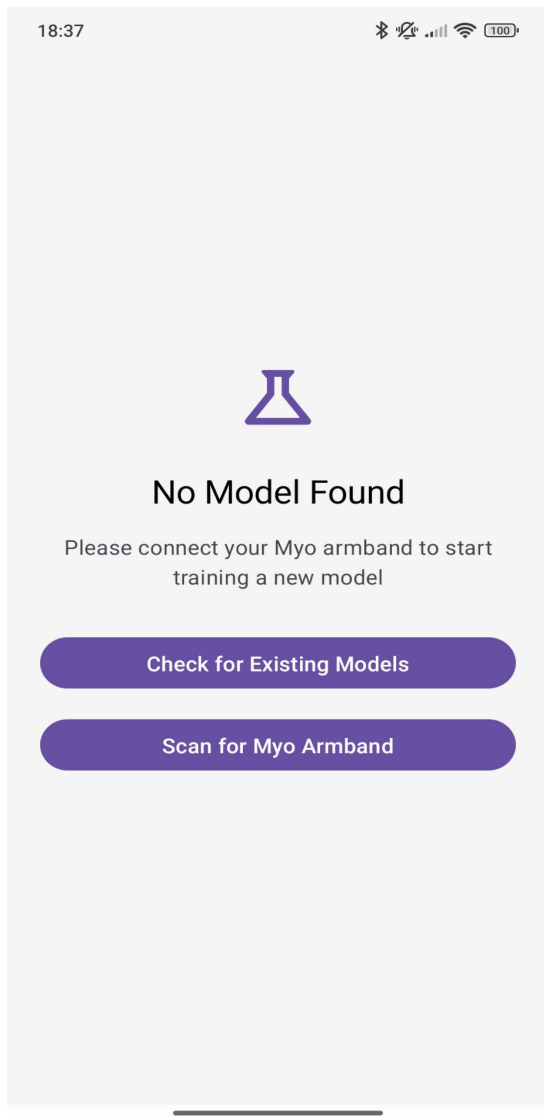 18:37
100
No Model Found
Please connect your Myo armband to start
training a new model
Check for Existing Models
Scan for Myo Armband